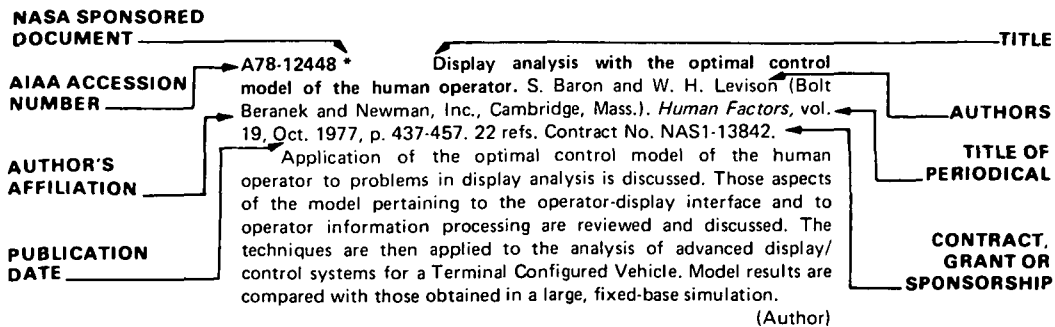 NASA SPONSORED
DOCUMENT
AIAA ACCESSION
NUMBER
AUTHOR'S
AFFILIATION
PUBLICATION
DATE
A78-12448 * Display analysis with the optimal control
model of the human operator. S. Baron and W. H. Levison (Bolt
Beranek and Newman, Inc., Cambridge, Mass.). Human Factors, vol.
19, Oct. 1977, p. 437-457. 22 refs. Contract No. NAS1-13842.
Application of the optimal control model of the human
operator to problems in display analysis is discussed. Those aspects
of the model pertaining to the operator-display interface and to
operator information processing are reviewed and discussed. The
techniques are then applied to the analysis of advanced display/
control systems for a Terminal Configured Vehicle. Model results are
compared with those obtained in a large, fixed-base simulation.
(Author)
TITLE
AUTHORS
TITLE OF
PERIODICAL
CONTRACT,
GRANT OR
SPONSORSHIP